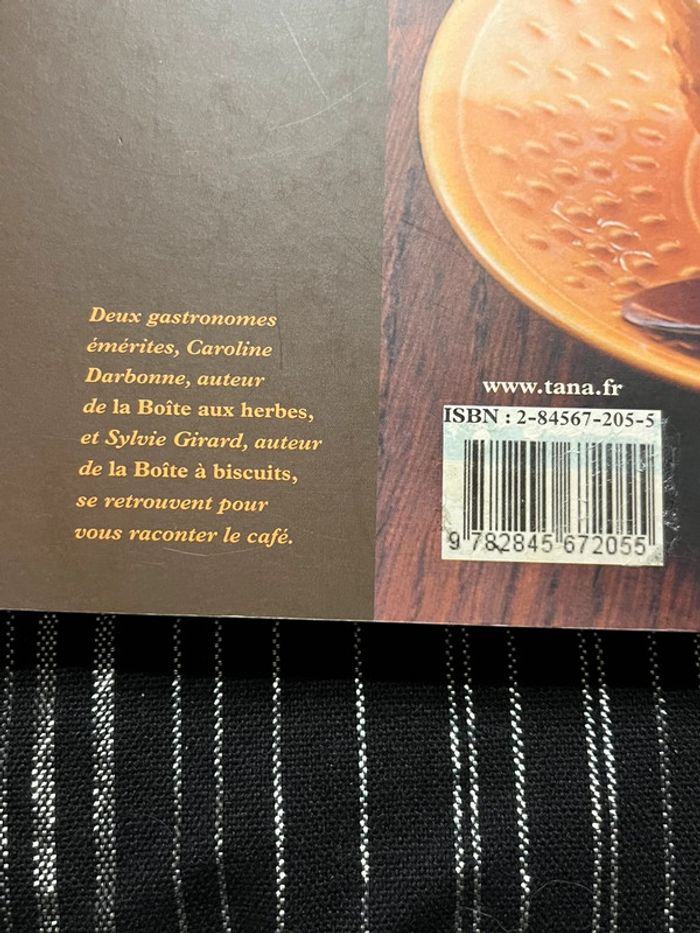 Deux gastronomes
émérites, Caroline
Darbonne, auteur
de la Boîte aux herbes,
et Sylvie Girard, auteur
de la Boîte à biscuits,
se retrouvent pour
vous raconter le café.
www.tana.fr
ISBN : 2-84567-205-5
9 782845 672055